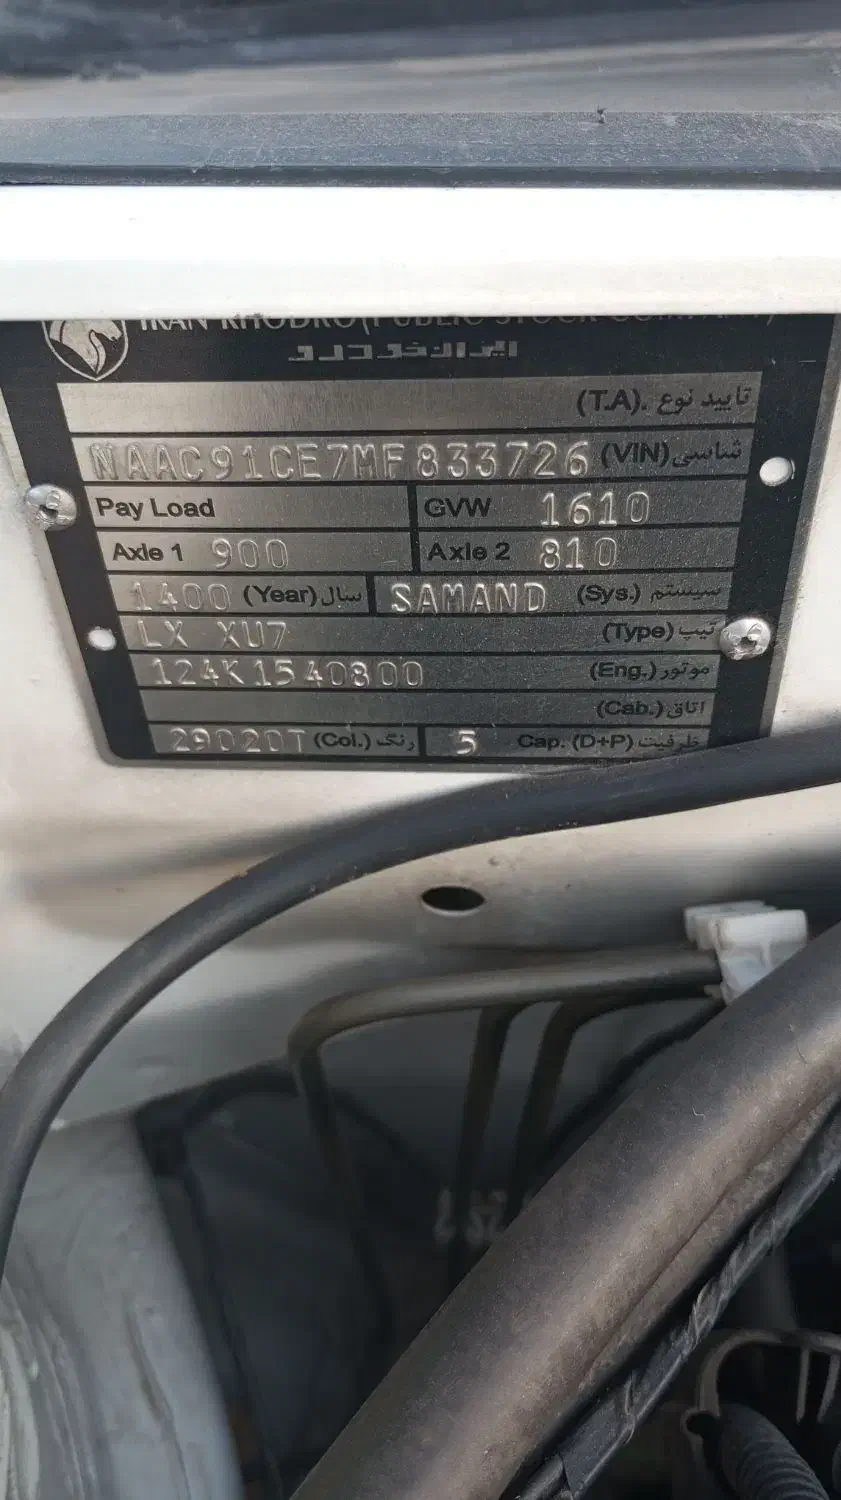 IRAN KHODRO (PUBLIC STOCK COMPANY)
ایران خودرو
تایید نوع (T.A.)
NAAC91CE7MF833726 شناسی (VIN)
Pay Load GVW 1610
Axle 1 900 Axle 2 810
1400 سال (Year) SAMAND سیستم (Sys.)
LX XU7 تیپ (Type)
124K1540800 موتور (Eng.)
اتاق (Cab.)
29020T رنگ (Col.) 5 Cap. (D+P) ظرفیت